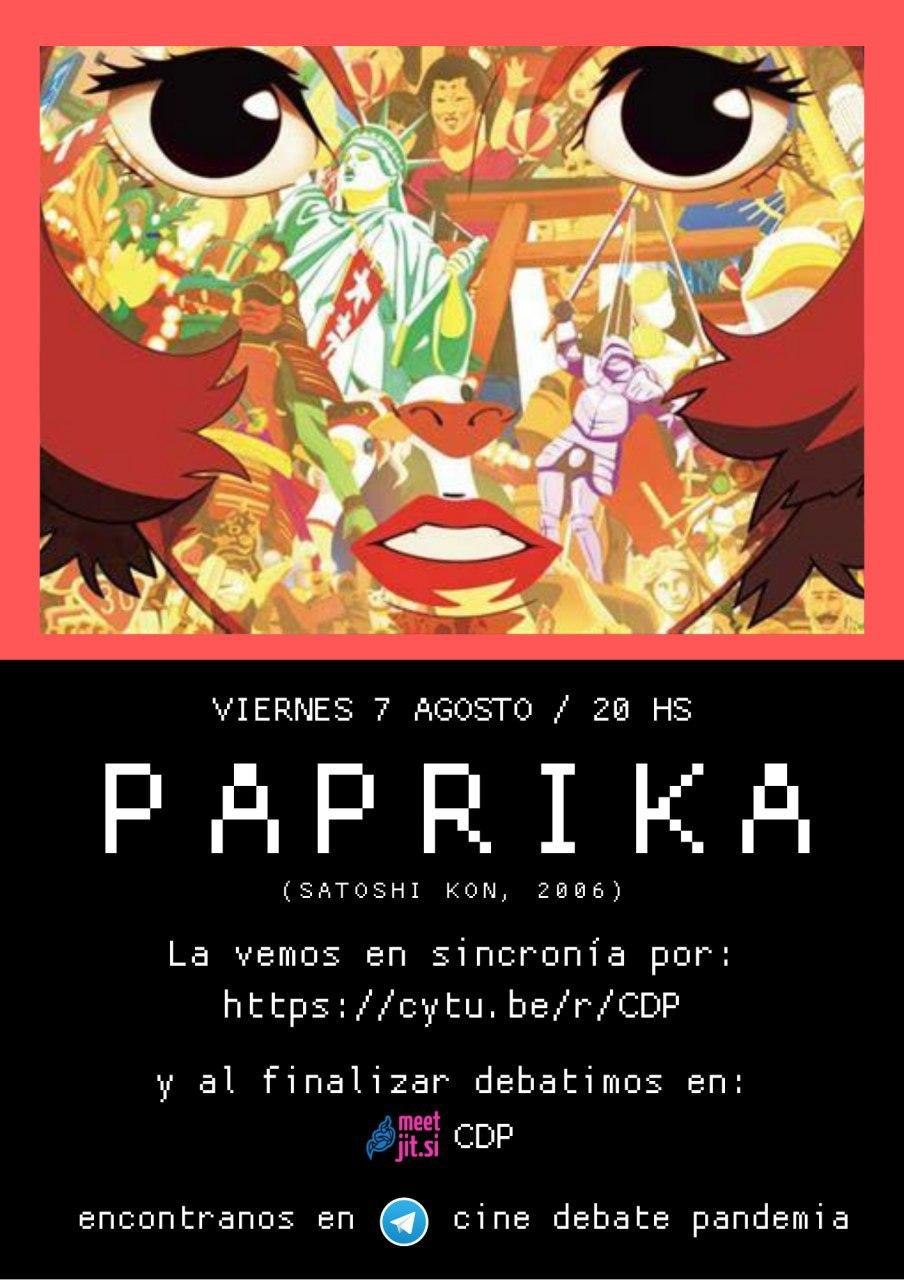 VIERNES 7 AGOSTO / 20 HS
PAPRIKA
(SATOSHI KON, 2006)
La vemos en sincronía por:
https://cytu.be/r/CDP
y al finalizar debatimos en:
meet
jit.si CDP
encontranos en cine debate pandemia